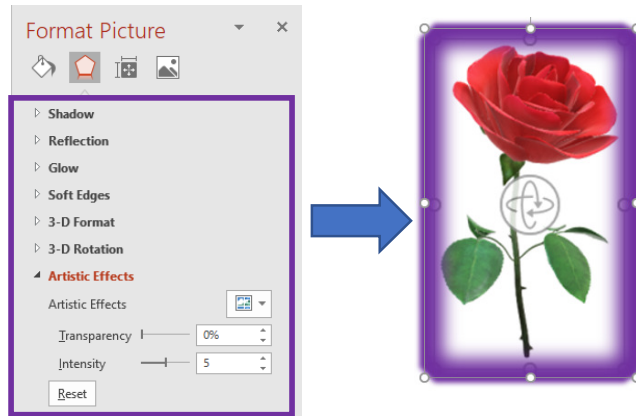 Format Picture
Shadow
Reflection
Glow
Soft Edges
3-D Format
3-D Rotation
Artistic Effects
Artistic Effects
Transparency 0%
Intensity 5
Reset